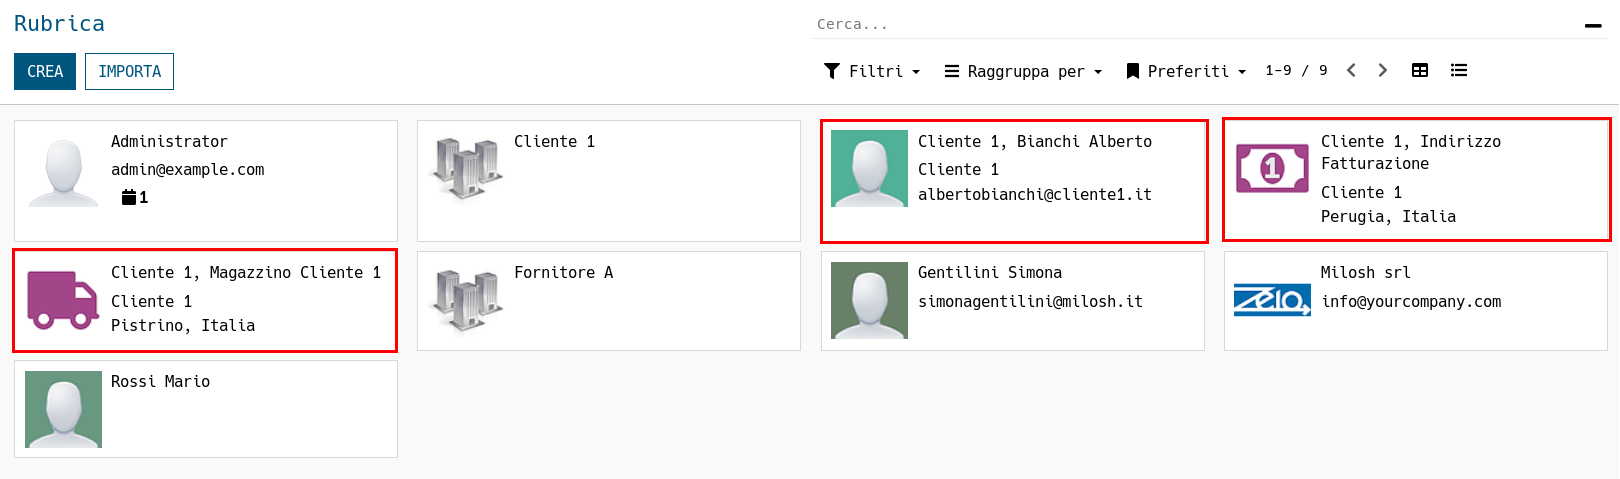 Rubrica
Cerca...
CREA
IMPORTA
Filtri
Raggruppa per
Preferiti
1-9 / 9
Administrator
admin@example.com
1
Cliente 1
Cliente 1, Bianchi Alberto
Cliente 1
albertobianchi@cliente1.it
1
Cliente 1, Indirizzo
Fatturazione
Cliente 1
Perugia, Italia
Cliente 1, Magazzino Cliente 1
Cliente 1
Pistrino, Italia
Fornitore A
Gentilini Simona
simonagentilini@milosh.it
Milosh srl
info@yourcompany.com
Rossi Mario